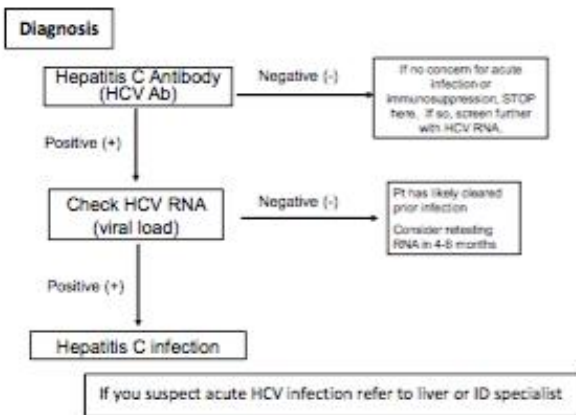 Diagnosis
Hepatitis C Antibody
(HCV Ab)
Negative (-)
If no concern for acute
infection or
immunosuppression, STOP
here. If so, screen further
with HCV RNA.
Positive (+)
Check HCV RNA
(viral load)
Negative (-)
Pt has likely cleared
prior infection
Consider retesting
RNA in 4-6 months
Positive (+)
Hepatitis C infection
If you suspect acute HCV infection refer to liver or ID specialist